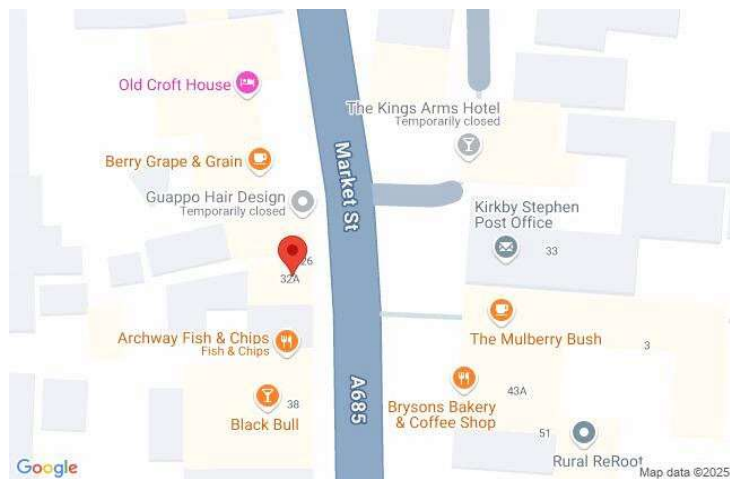 Old Croft House
The Kings Arms Hotel
Temporarily closed
Berry Grape & Grain
Market St
Guappo Hair Design
Temporarily closed
Kirkby Stephen
Post Office
33
26
32A
Archway Fish & Chips
Fish & Chips
The Mulberry Bush
3
A685
38
Black Bull
43A
Brysons Bakery
& Coffee Shop
51
Rural ReRoot
Google
Map data ©2025